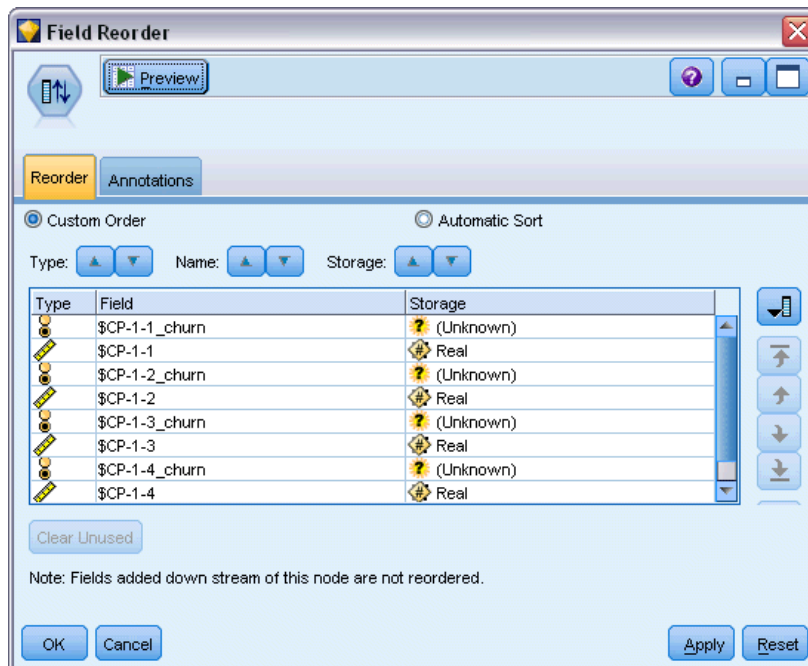 Field Reorder
Preview
Reorder Annotations
Custom Order Automatic Sort
Type: Name: Storage:
Type Field Storage
$CP-1-1_churn (Unknown)
$CP-1-1 Real
$CP-1-2_churn (Unknown)
$CP-1-2 Real
$CP-1-3_churn (Unknown)
$CP-1-3 Real
$CP-1-4_churn (Unknown)
$CP-1-4 Real
Clear Unused
Note: Fields added down stream of this node are not reordered.
OK Cancel Apply Reset